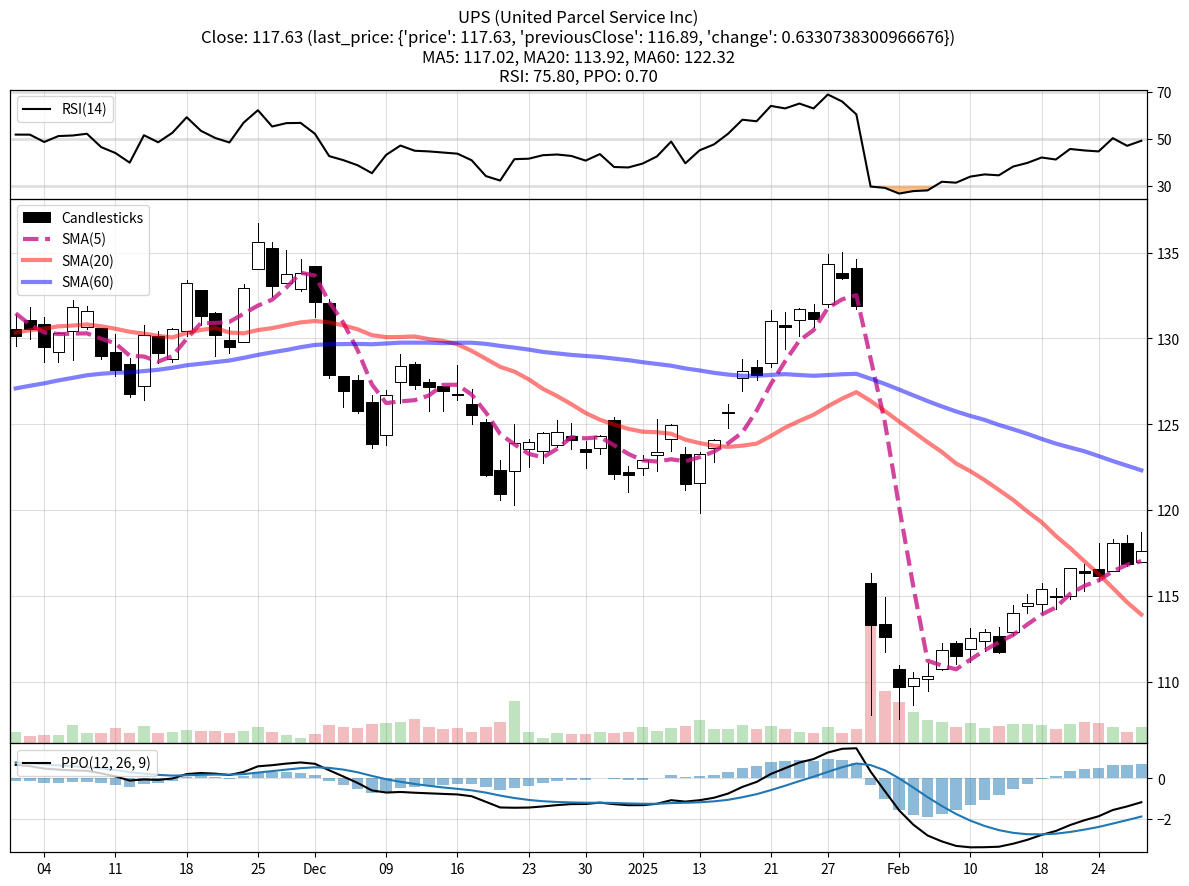 UPS (United Parcel Service Inc)
Close: 117.63 (last_price: {'price': 117.63, 'previousClose': 116.89, 'change': 0.6330738300966676})
MA5: 117.02, MA20: 113.92, MA60: 122.32
RSI: 75.80, PPO: 0.70
RSI(14)
70
50
30
Candlesticks
SMA(5)
SMA(20)
SMA(60)
135
130
125
120
115
110
PPO(12, 26, 9)
0
−2
04 11 18 25 Dec 09 16 23 30 2025 13 21 27 Feb 10 18 24